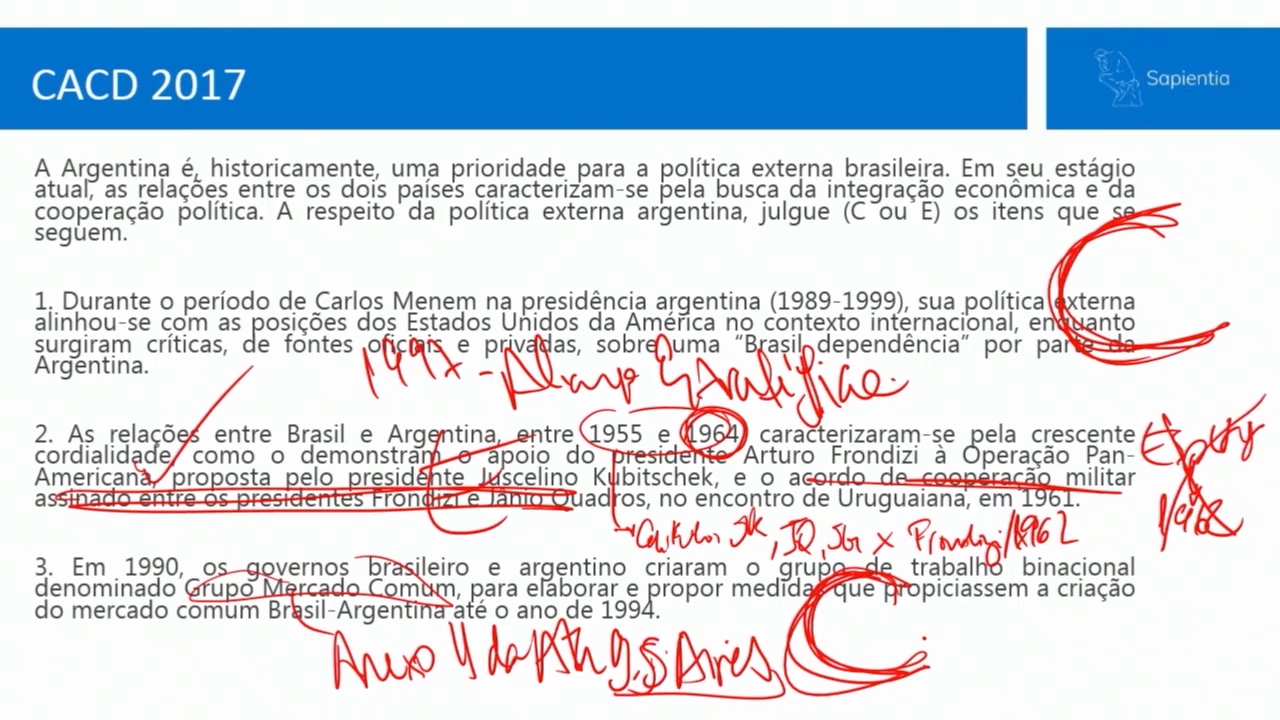 CACD 2017
Sapientia
A Argentina é, historicamente, uma prioridade para a política externa brasileira. Em seu estágio
atual, as relações entre os dois países caracterizam-se pela busca da integração econômica e da
cooperação política. A respeito da política externa argentina, julgue (C ou E) os itens que se
seguem.
C
1. Durante o período de Carlos Menem na presidência argentina (1989-1999), sua política externa
alinhou-se com as posições dos Estados Unidos da América no contexto internacional, enquanto
surgiram críticas, de fontes oficiais e privadas, sobre uma “Brasil dependência” por parte da
Argentina.
1997 -
2. As relações entre Brasil e Argentina, entre 1955 e 1964, caracterizaram-se pela crescente
cordialidade, como o demonstram o apoio do presidente Arturo Frondizi à Operação Pan-
Americana, proposta pelo presidente Juscelino Kubitschek, e o acordo de cooperação militar
assinado entre os presidentes Frondizi e Jânio Quadros, no encontro de Uruguaiana, em 1961.
E
JK, JQ, x Frondizi/1962
3. Em 1990, os governos brasileiro e argentino criaram o grupo de trabalho binacional
denominado Grupo Mercado Comum, para elaborar e propor medidas que propiciassem a criação
do mercado comum Brasil-Argentina até o ano de 1994.
C
Aires